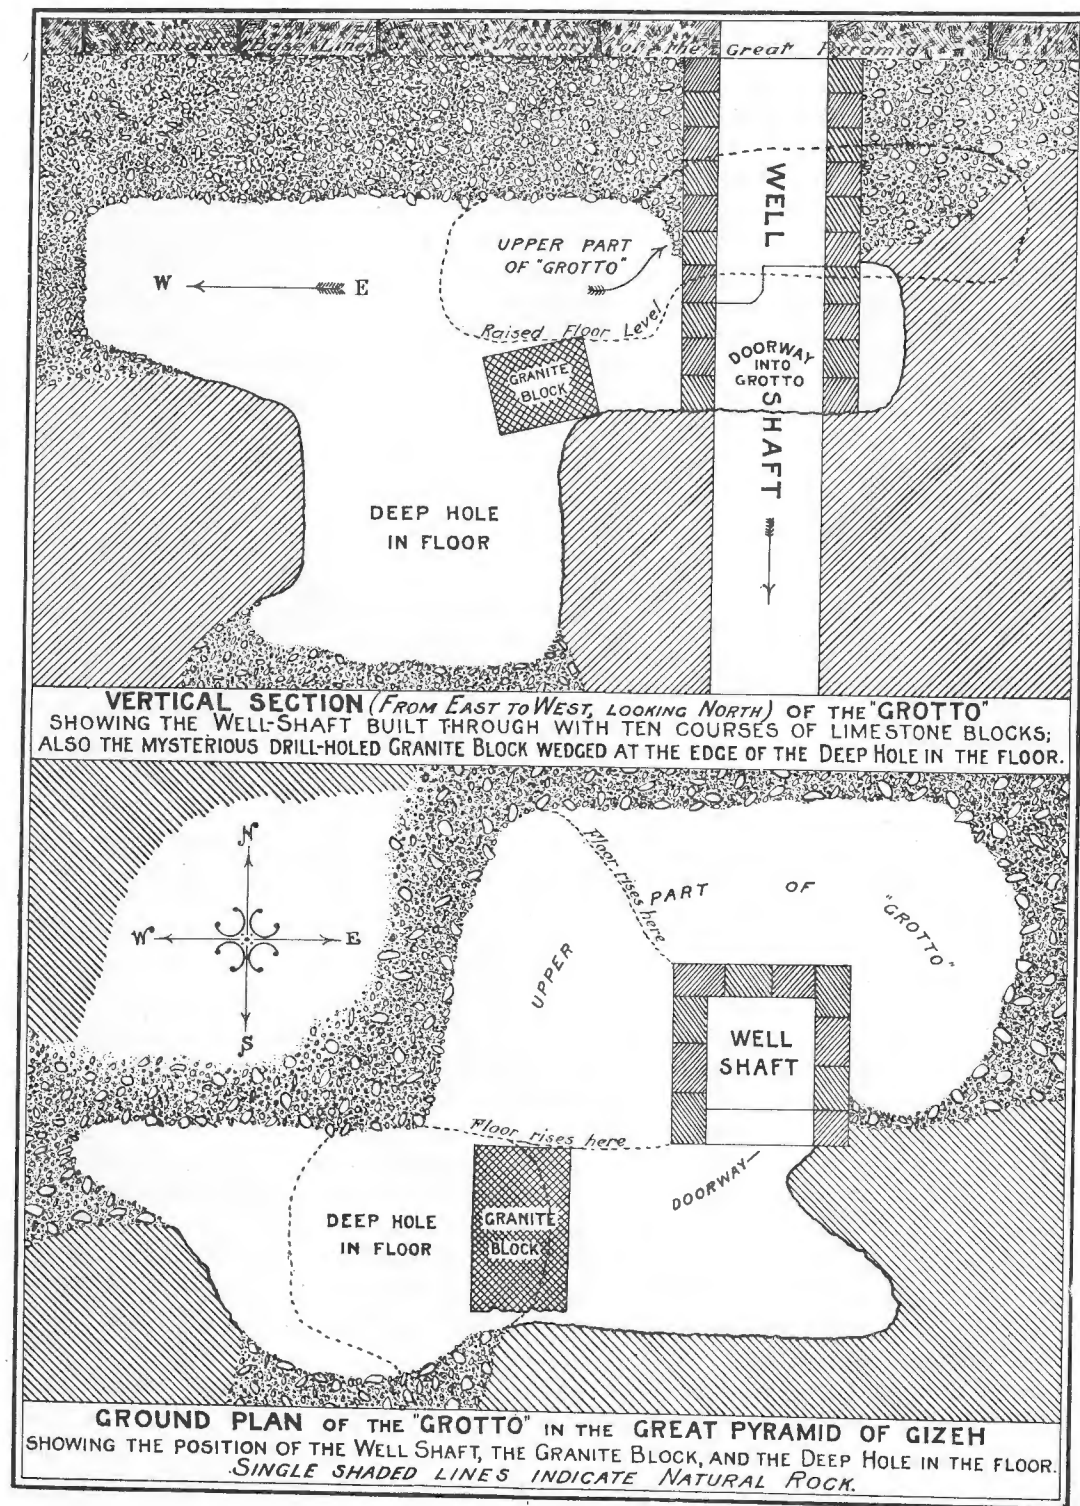 Probable Base Line of Core Masonry of the Great Pyramid
WELL
SHAFT
UPPER PART
OF "GROTTO"
W E
Raised Floor Level
DOORWAY
INTO
GROTTO
GRANITE
BLOCK
DEEP HOLE
IN FLOOR
VERTICAL SECTION (FROM EAST TO WEST, LOOKING NORTH) OF THE "GROTTO"
SHOWING THE WELL-SHAFT BUILT THROUGH WITH TEN COURSES OF LIMESTONE BLOCKS;
ALSO THE MYSTERIOUS DRILL-HOLED GRANITE BLOCK WEDGED AT THE EDGE OF THE DEEP HOLE IN THE FLOOR.
N
W E
S
Floor rises here
UPPER PART OF "GROTTO"
WELL
SHAFT
Floor rises here
DOORWAY
DEEP HOLE
IN FLOOR
GRANITE
BLOCK
GROUND PLAN OF THE "GROTTO" IN THE GREAT PYRAMID OF GIZEH
SHOWING THE POSITION OF THE WELL SHAFT, THE GRANITE BLOCK, AND THE DEEP HOLE IN THE FLOOR.
SINGLE SHADED LINES INDICATE NATURAL ROCK.